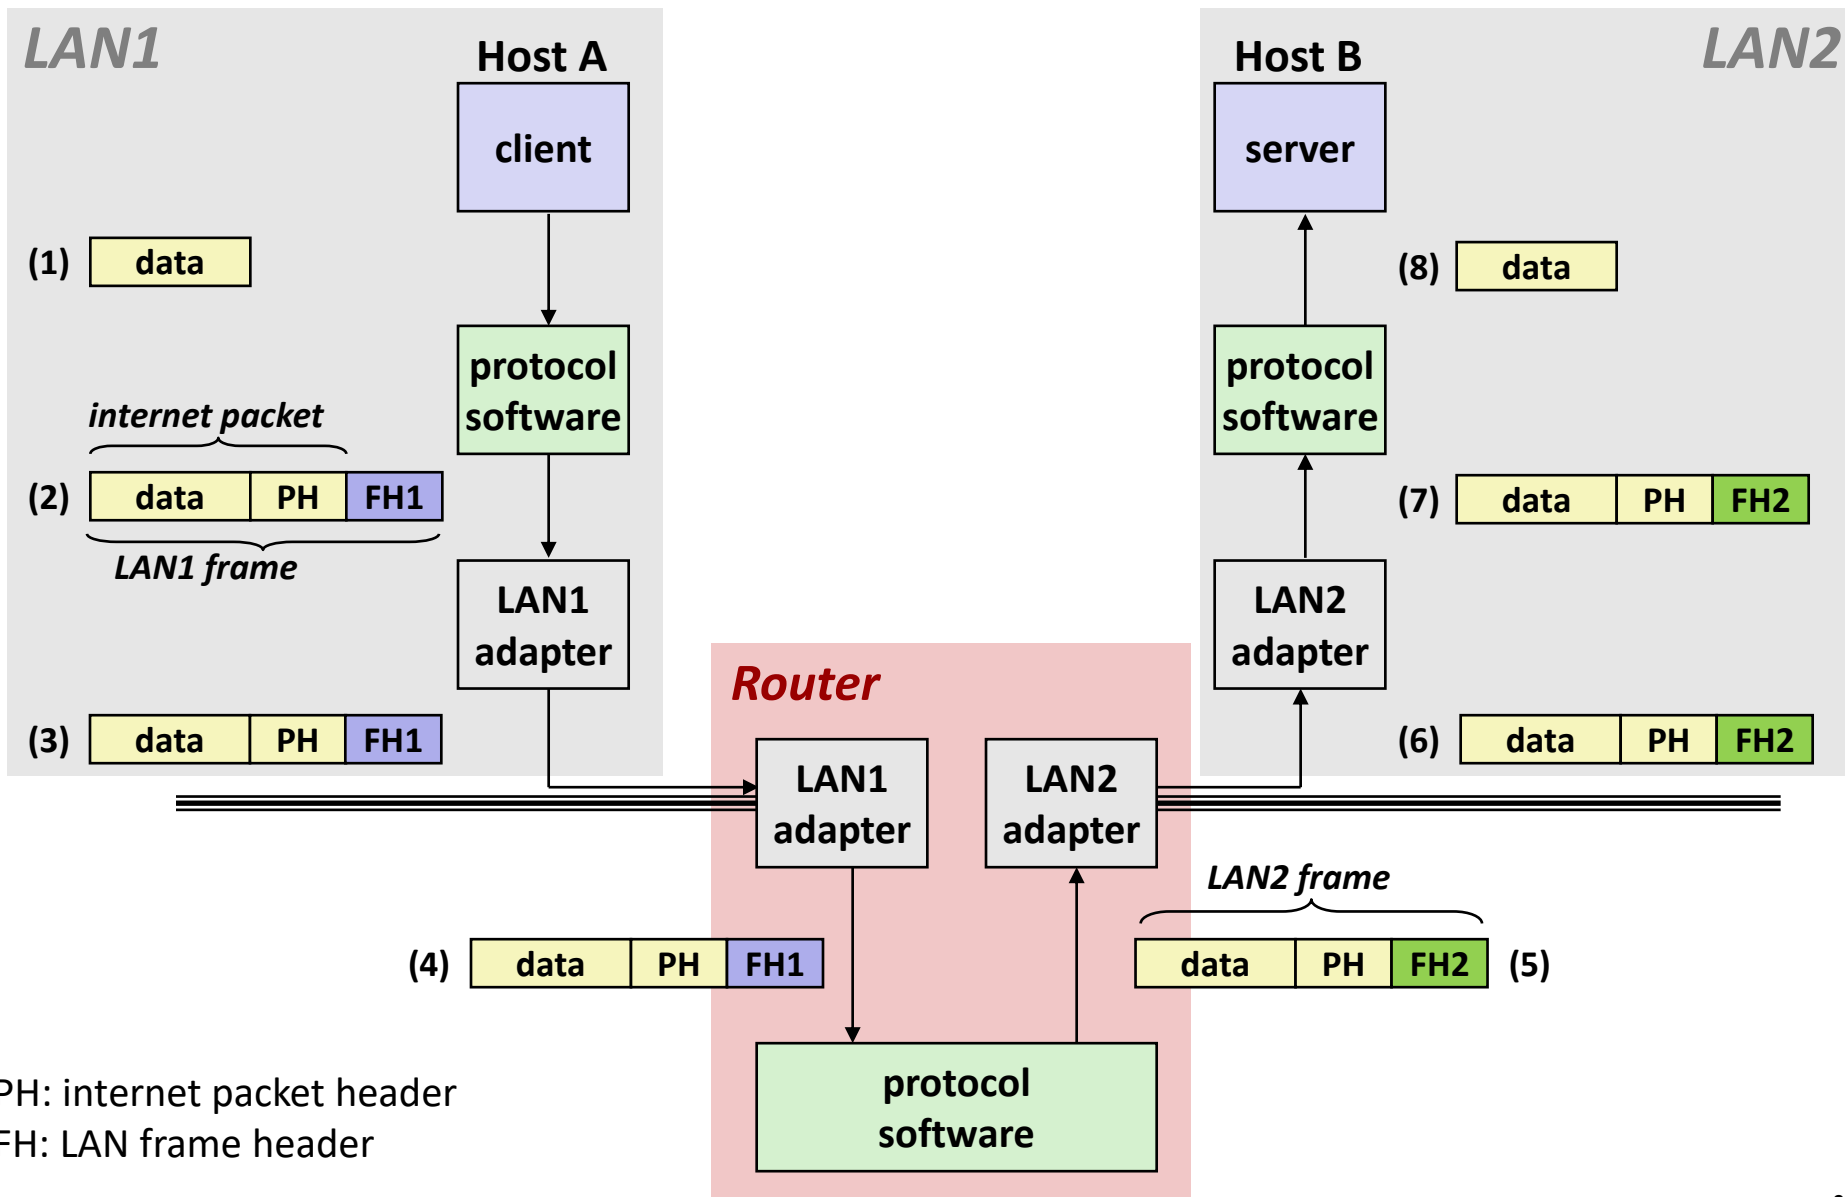 LAN1
Host A
client
(1) data
protocol
software
internet packet
(2) data PH FH1
LAN1 frame
LAN1
adapter
(3) data PH FH1
Router
LAN1
adapter
LAN2
adapter
(4) data PH FH1
LAN2 frame
data PH FH2 (5)
protocol
software
Host B
LAN2
server
(8) data
protocol
software
(7) data PH FH2
LAN2
adapter
(6) data PH FH2
PH: internet packet header
FH: LAN frame header